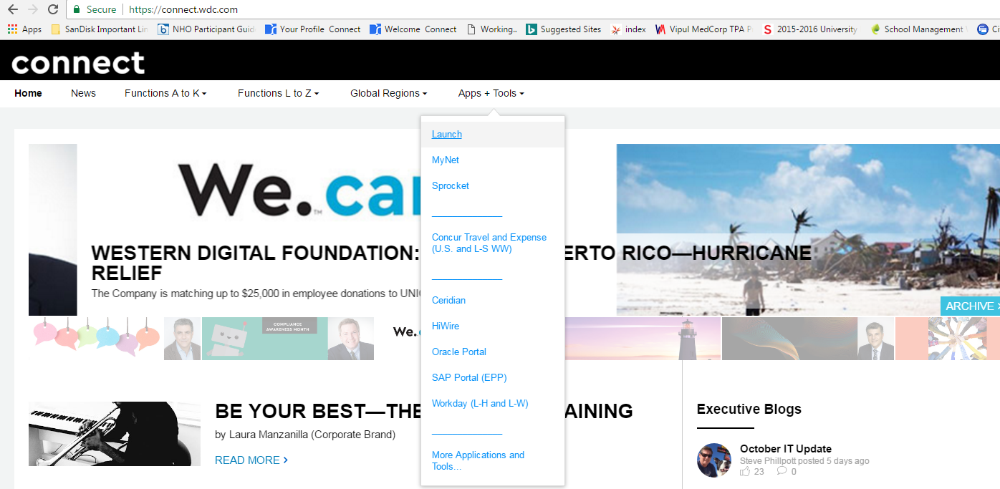 Secure https://connect.wdc.com
Apps SanDisk Important Lin NHO Participant Guid Your Profile Connect Welcome Connect Working.. Suggested Sites index Vipul MedCorp TPA P 2015-2016 University School Management Ci
connect
Home News Functions A to K Functions L to Z Global Regions Apps + Tools
Launch
MyNet
Sprocket
Concur Travel and Expense
(U.S. and L-S WW)
Ceridian
HiWire
Oracle Portal
SAP Portal (EPP)
Workday (L-H and L-W)
More Applications and
Tools...
We.car
TM
WESTERN DIGITAL FOUNDATION: ERTO RICO—HURRICANE
RELIEF
The Company is matching up to $25,000 in employee donations to UNIC
ARCHIVE >
COMPLIANCE
AWARENESS MONTH
We.
BE YOUR BEST—THE AINING
by Laura Manzanilla (Corporate Brand)
READ MORE >
Executive Blogs
October IT Update
Steve Phillpott posted 5 days ago
23 0